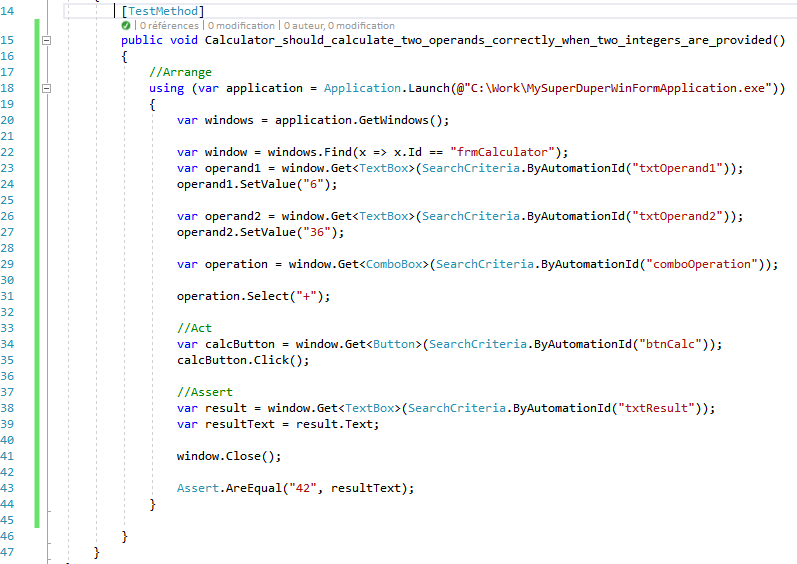 14 [TestMethod]
| 0 références | 0 modification | 0 auteur, 0 modification
15 public void Calculator_should_calculate_two_operands_correctly_when_two_integers_are_provided()
16 {
17 //Arrange
18 using (var application = Application.Launch(@"C:\Work\MySuperDuperWinFormApplication.exe"))
19 {
20 var windows = application.GetWindows();
21
22 var window = windows.Find(x => x.Id == "frmCalculator");
23 var operand1 = window.Get<TextBox>(SearchCriteria.ByAutomationId("txtOperand1"));
24 operand1.SetValue("6");
25
26 var operand2 = window.Get<TextBox>(SearchCriteria.ByAutomationId("txtOperand2"));
27 operand2.SetValue("36");
28
29 var operation = window.Get<ComboBox>(SearchCriteria.ByAutomationId("comboOperation"));
30
31 operation.Select("+");
32
33 //Act
34 var calcButton = window.Get<Button>(SearchCriteria.ByAutomationId("btnCalc"));
35 calcButton.Click();
36
37 //Assert
38 var result = window.Get<TextBox>(SearchCriteria.ByAutomationId("txtResult"));
39 var resultText = result.Text;
40
41 window.Close();
42
43 Assert.AreEqual("42", resultText);
44 }
45
46 }
47 }